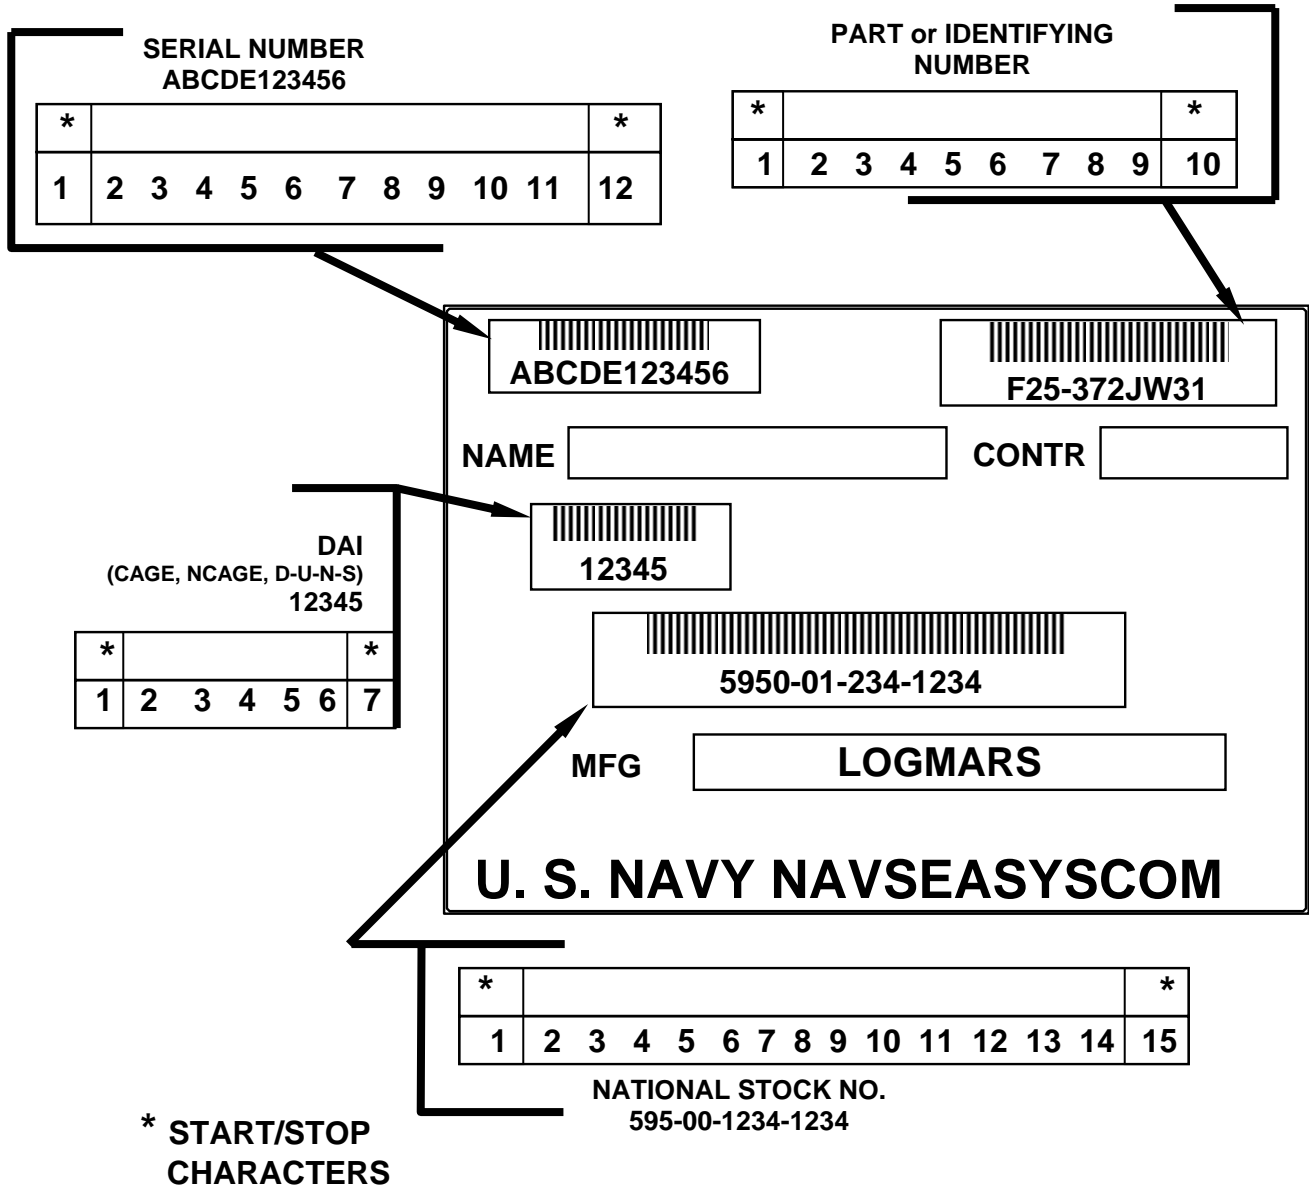 SERIAL NUMBER
ABCDE123456
* *
1 2 3 4 5 6 7 8 9 10 11 12
PART or IDENTIFYING
NUMBER
* *
1 2 3 4 5 6 7 8 9 10
ABCDE123456
F25-372JW31
NAME CONTR
DAI
(CAGE, NCAGE, D-U-N-S)
12345
* *
1 2 3 4 5 6 7
12345
5950-01-234-1234
MFG LOGMARS
U. S. NAVY NAVSEASYSCOM
* *
1 2 3 4 5 6 7 8 9 10 11 12 13 14 15
NATIONAL STOCK NO.
595-00-1234-1234
* START/STOP
CHARACTERS